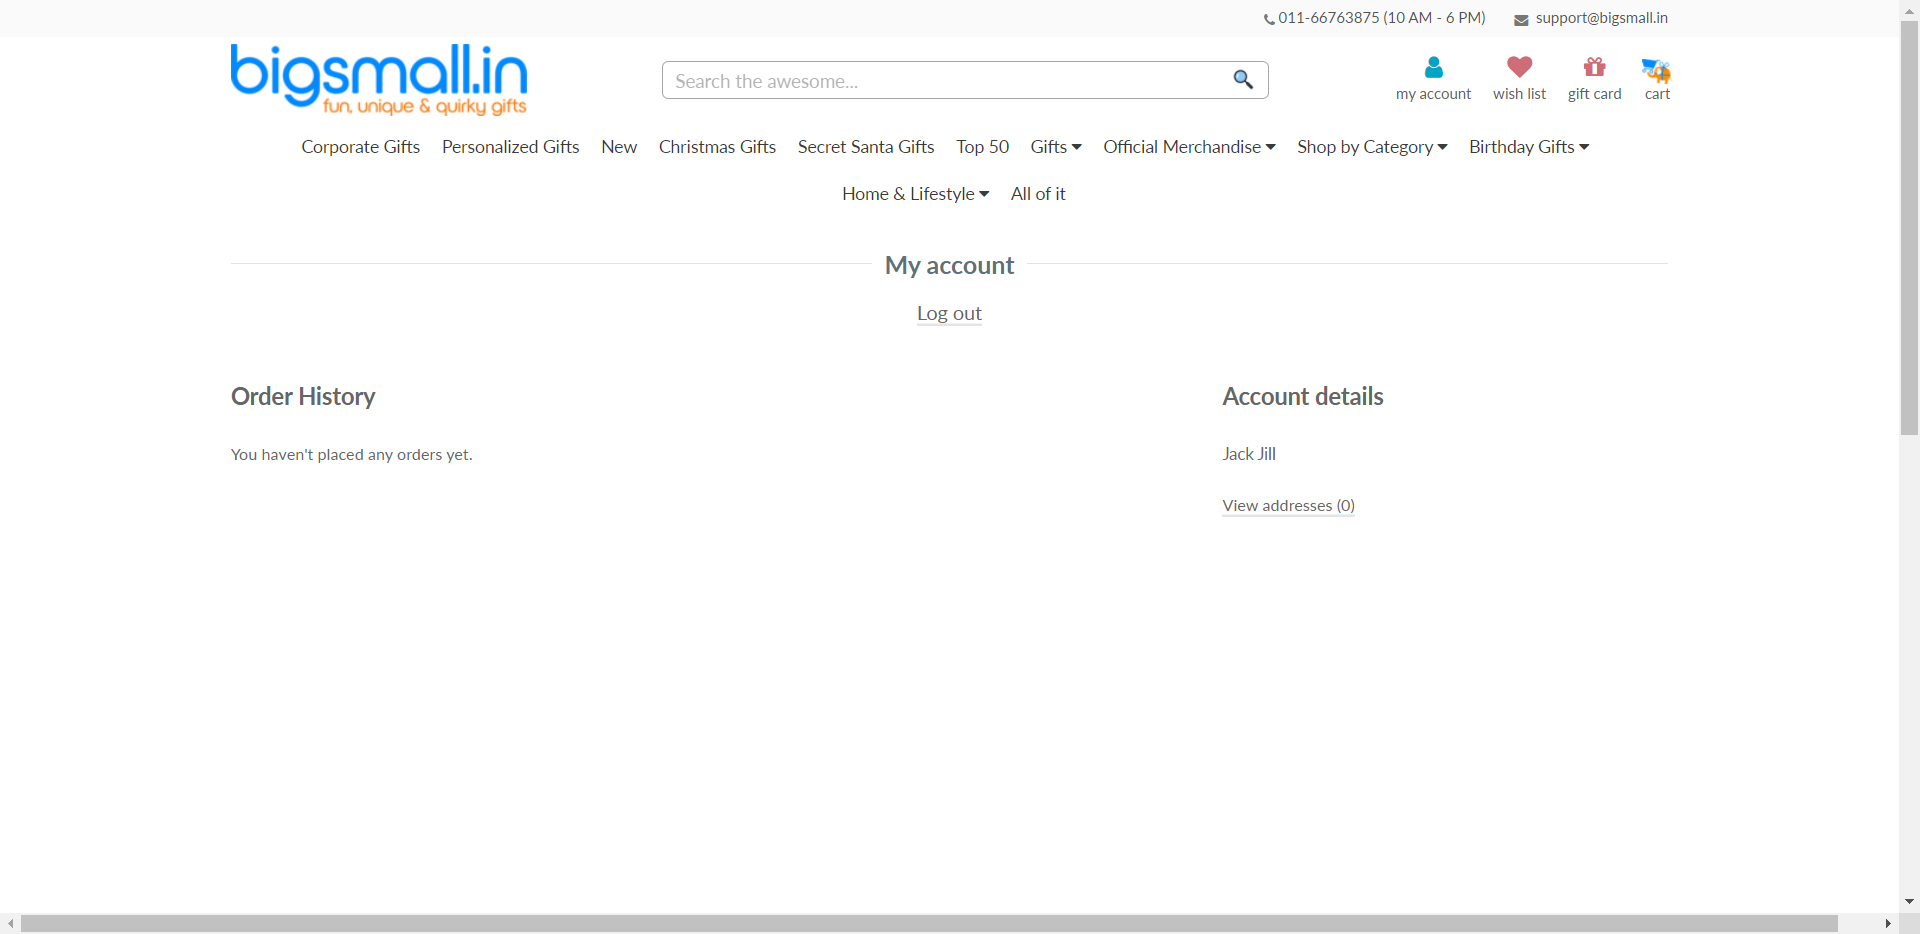 011-66763875 (10 AM - 6 PM) support@bigsmall.in
bigsmall.in
fun, unique & quirky gifts
Search the awesome...
my account wish list gift card cart
Corporate Gifts Personalized Gifts New Christmas Gifts Secret Santa Gifts Top 50 Gifts Official Merchandise Shop by Category Birthday Gifts
Home & Lifestyle All of it
My account
Log out
Order History
You haven't placed any orders yet.
Account details
Jack Jill
View addresses (0)